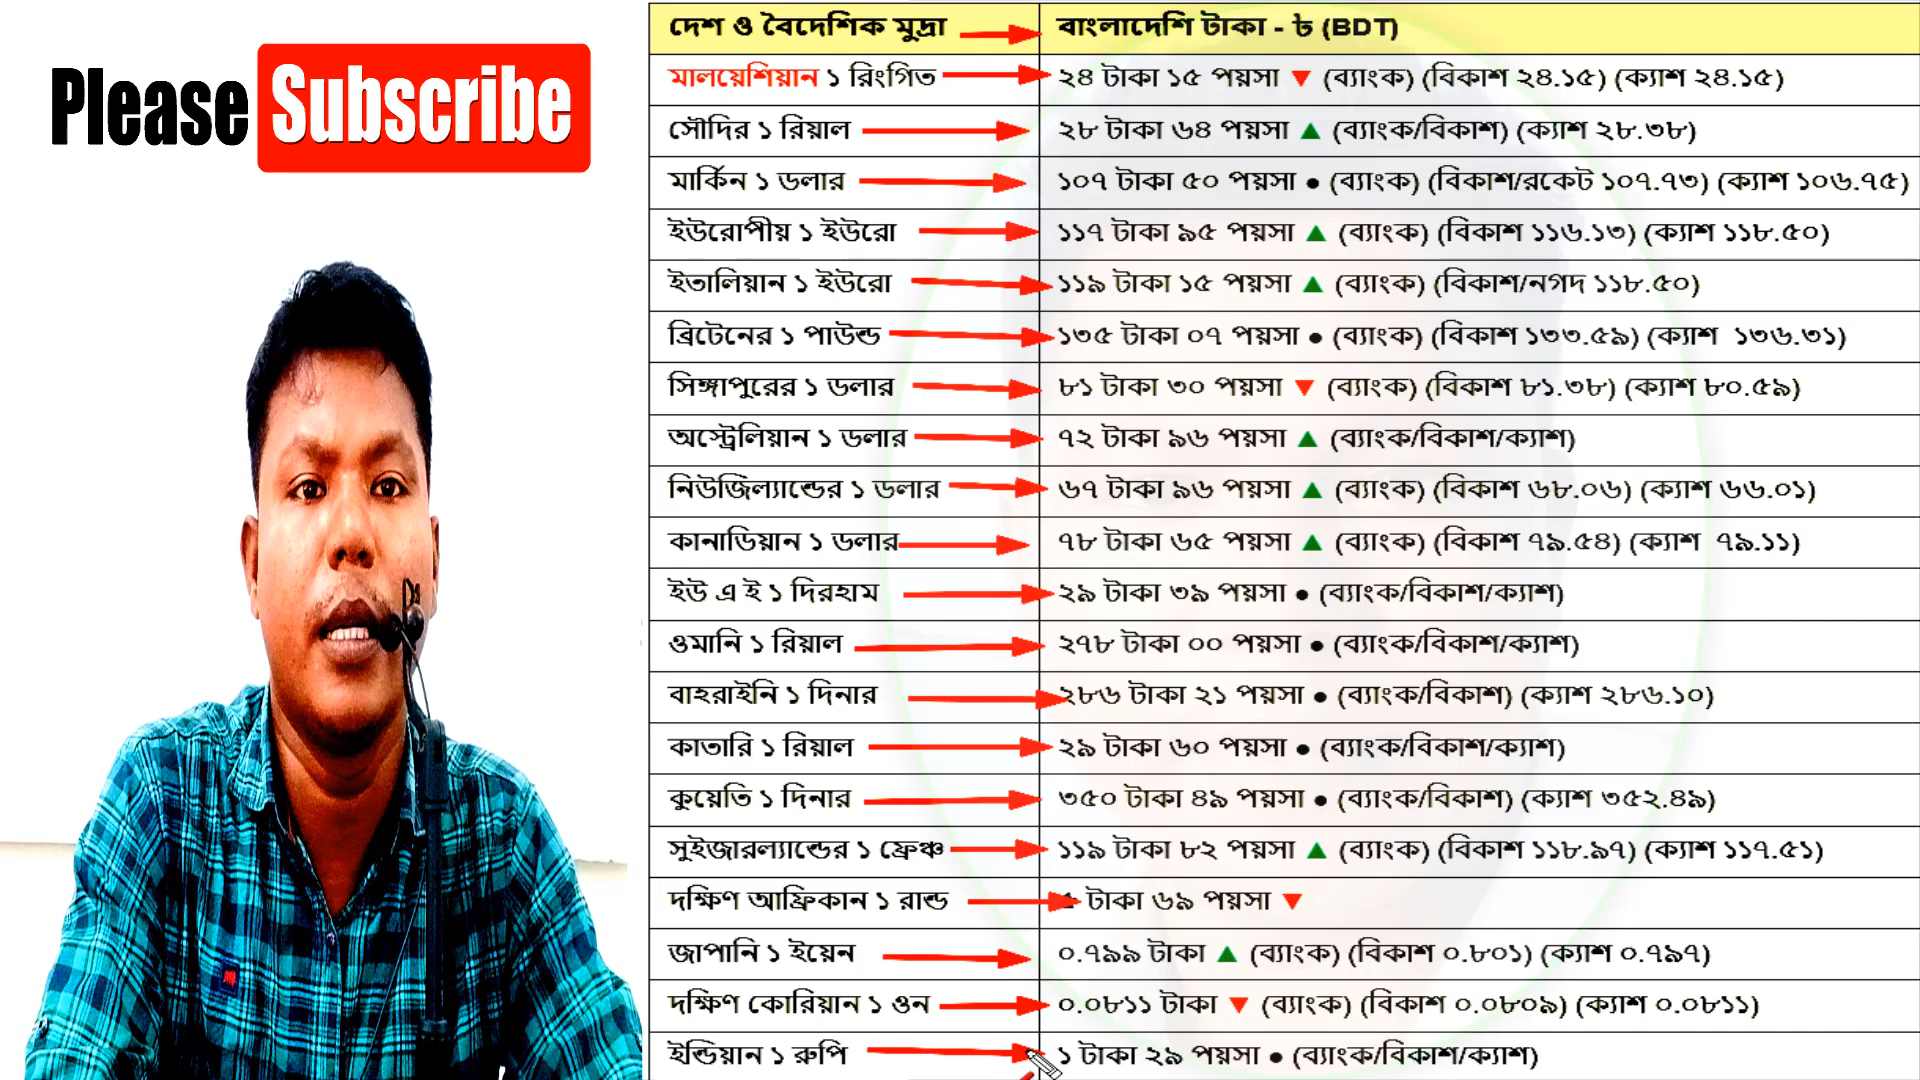 Please Subscribe
দেশ ও বৈদেশিক মুদ্রা বাংলাদেশি টাকা - ৳ (BDT)
মালয়েশিয়ান ১ রিংগিত ২৪ টাকা ১৫ পয়সা ▼ (ব্যাংক) (বিকাশ ২৪.১৫) (ক্যাশ ২৪.১৫)
সৌদির ১ রিয়াল ২৮ টাকা ৬৪ পয়সা ▲ (ব্যাংক/বিকাশ) (ক্যাশ ২৮.৩৮)
মার্কিন ১ ডলার ১০৭ টাকা ৫০ পয়সা ● (ব্যাংক) (বিকাশ/রকেট ১০৭.৭৩) (ক্যাশ ১০৬.৭৫)
ইউরোপীয় ১ ইউরো ১১৭ টাকা ৯৫ পয়সা ▲ (ব্যাংক) (বিকাশ ১১৬.১৩) (ক্যাশ ১১৮.৫০)
ইতালিয়ান ১ ইউরো ১১৯ টাকা ১৫ পয়সা ▲ (ব্যাংক) (বিকাশ/নগদ ১১৮.৫০)
ব্রিটেনের ১ পাউন্ড ১৩৫ টাকা ০৭ পয়সা ● (ব্যাংক) (বিকাশ ১৩৩.৫৯) (ক্যাশ ১৩৬.৩১)
সিঙ্গাপুরের ১ ডলার ৮১ টাকা ৩০ পয়সা ▼ (ব্যাংক) (বিকাশ ৮১.৩৮) (ক্যাশ ৮০.৫৯)
অস্ট্রেলিয়ান ১ ডলার ৭২ টাকা ৯৬ পয়সা ▲ (ব্যাংক/বিকাশ/ক্যাশ)
নিউজিল্যান্ডের ১ ডলার ৬৭ টাকা ৯৬ পয়সা ▲ (ব্যাংক) (বিকাশ ৬৮.০৬) (ক্যাশ ৬৬.০১)
কানাডিয়ান ১ ডলার ৭৮ টাকা ৬৫ পয়সা ▲ (ব্যাংক) (বিকাশ ৭৯.৫৪) (ক্যাশ ৭৯.১১)
ইউ এ ই ১ দিরহাম ২৯ টাকা ৩৯ পয়সা ● (ব্যাংক/বিকাশ/ক্যাশ)
ওমানি ১ রিয়াল ২৭৮ টাকা ০০ পয়সা ● (ব্যাংক/বিকাশ/ক্যাশ)
বাহরাইনি ১ দিনার ২৮৬ টাকা ২১ পয়সা ● (ব্যাংক/বিকাশ) (ক্যাশ ২৮৬.১০)
কাতারি ১ রিয়াল ২৯ টাকা ৬০ পয়সা ● (ব্যাংক/বিকাশ/ক্যাশ)
কুয়েতি ১ দিনার ৩৫০ টাকা ৪৯ পয়সা ● (ব্যাংক/বিকাশ) (ক্যাশ ৩৫২.৪৯)
সুইজারল্যান্ডের ১ ফ্রেঞ্চ ১১৯ টাকা ৮২ পয়সা ▲ (ব্যাংক) (বিকাশ ১১৮.৯৭) (ক্যাশ ১১৭.৫১)
দক্ষিণ আফ্রিকান ১ রান্ড টাকা ৬৯ পয়সা ▼
জাপানি ১ ইয়েন ০.৭৯৯ টাকা ▲ (ব্যাংক) (বিকাশ ০.৮০১) (ক্যাশ ০.৭৯৭)
দক্ষিণ কোরিয়ান ১ ওন ০.০৮১১ টাকা ▼ (ব্যাংক) (বিকাশ ০.০৮০৯) (ক্যাশ ০.০৮১১)
ইন্ডিয়ান ১ রুপি ১ টাকা ২৯ পয়সা ● (ব্যাংক/বিকাশ/ক্যাশ)